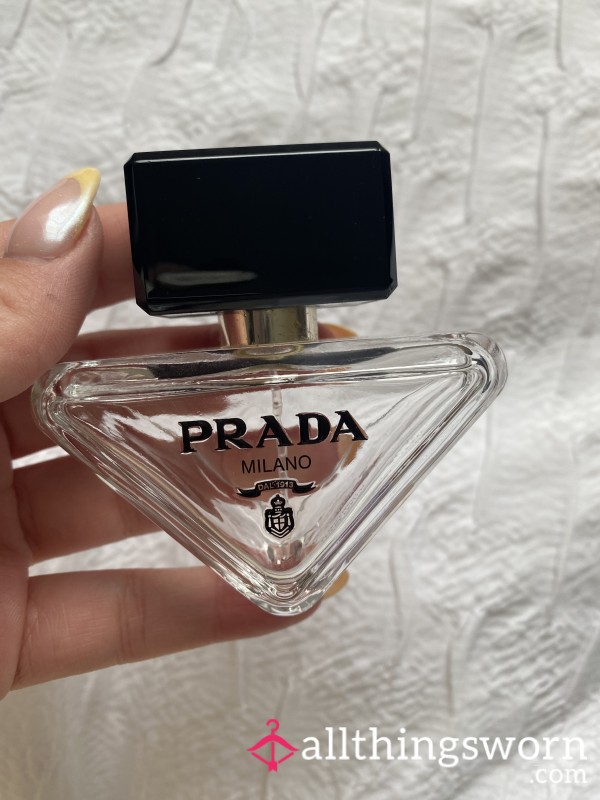 PRADA
MILANO
DAL 1913
allthingsworn
.com